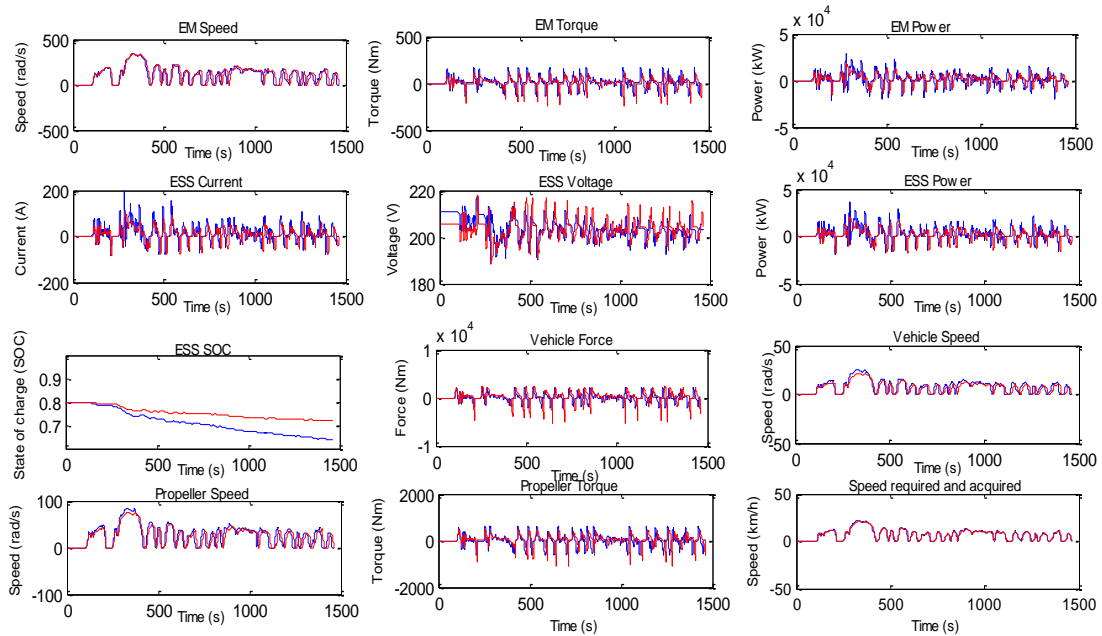 EM Speed
Speed (rad/s)
500
0
-500
0 500 1000 1500
Time (s)
EM Torque
Torque (Nm)
500
0
-500
0 500 1000 1500
Time (s)
x 10^4
EM Power
Power (kW)
5
0
-5
0 500 1000 1500
Time (s)
ESS Current
Current (A)
200
0
-200
0 500 1000 1500
Time (s)
ESS Voltage
Voltage (V)
220
200
180
0 500 1000 1500
Time (s)
x 10^4
ESS Power
Power (kW)
5
0
-5
0 500 1000 1500
Time (s)
ESS SOC
State of charge (SOC)
0.9
0.8
0.7
0 500 1000 1500
Time (s)
x 10^4
Vehicle Force
Force (Nm)
1
0
-1
0 500 1000 1500
Time (s)
Vehicle Speed
Speed (rad/s)
50
0
-50
0 500 1000 1500
Time (s)
Propeller Speed
Speed (rad/s)
100
0
-100
0 500 1000 1500
Time (s)
Propeller Torque
Torque (Nm)
2000
0
-2000
0 500 1000 1500
Time (s)
Speed required and acquired
Speed (km/h)
50
0
-50
0 500 1000 1500
Time (s)